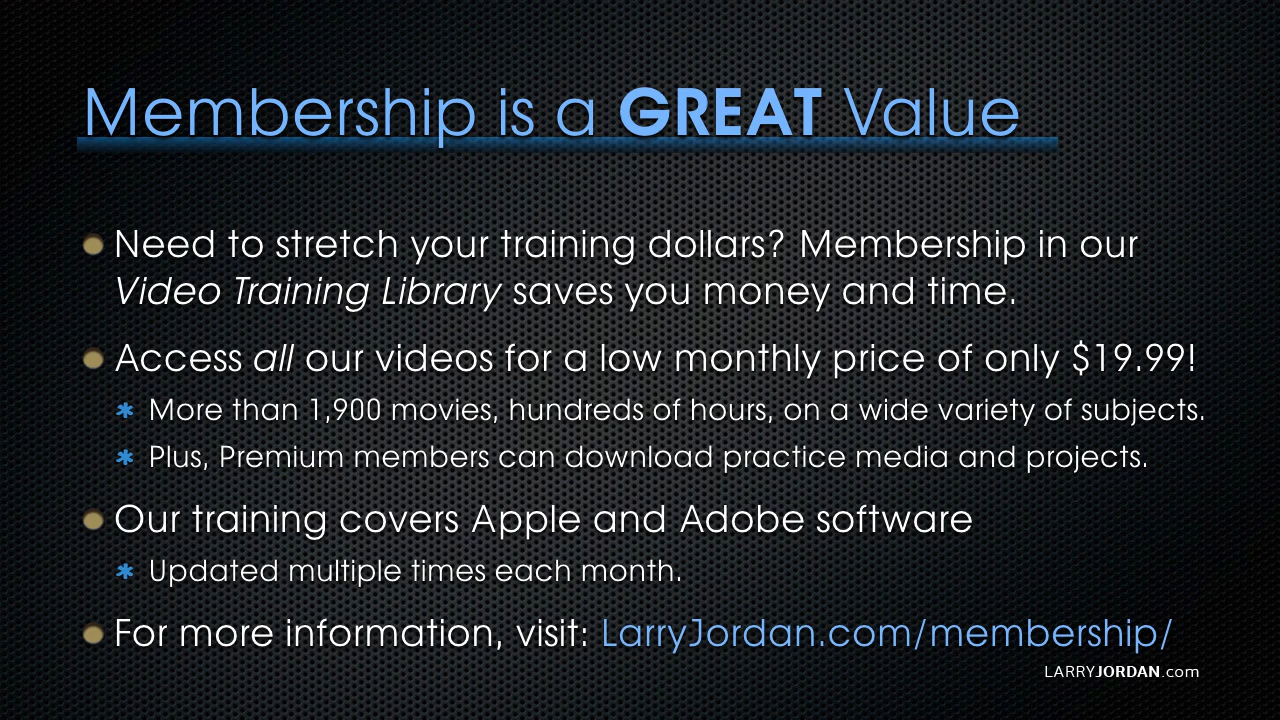 Membership is a GREAT Value
Need to stretch your training dollars? Membership in our
Video Training Library saves you money and time.
Access all our videos for a low monthly price of only $19.99!
More than 1,900 movies, hundreds of hours, on a wide variety of subjects.
Plus, Premium members can download practice media and projects.
Our training covers Apple and Adobe software
Updated multiple times each month.
For more information, visit: LarryJordan.com/membership/
LARRYJORDAN.com